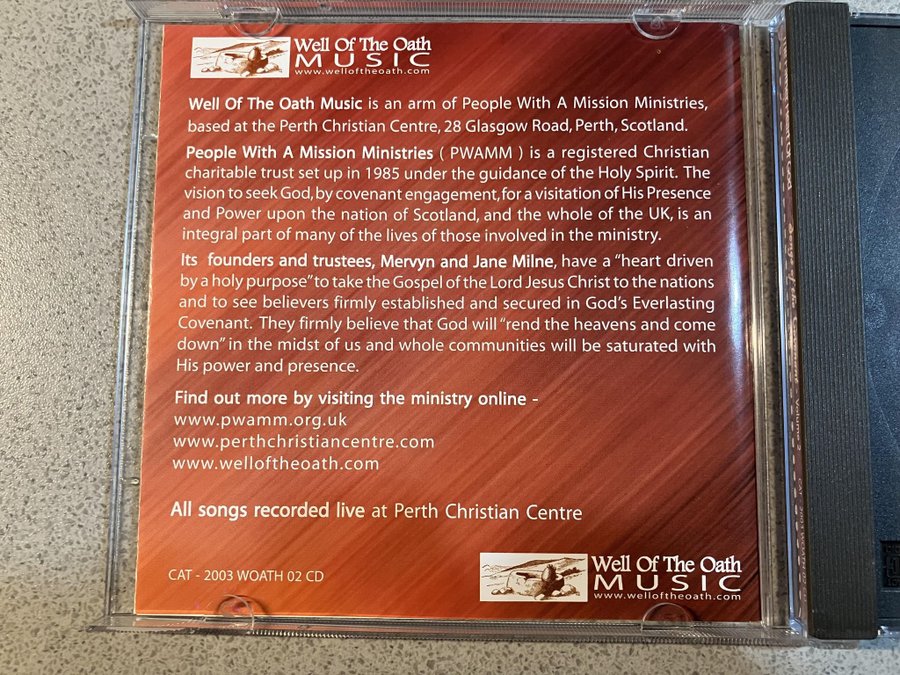 Well Of The Oath
MUSIC
www.welloftheoath.com
Well Of The Oath Music is an arm of People With A Mission Ministries,
based at the Perth Christian Centre, 28 Glasgow Road, Perth, Scotland.
People With A Mission Ministries ( PWAMM ) is a registered Christian
charitable trust set up in 1985 under the guidance of the Holy Spirit. The
vision to seek God, by covenant engagement, for a visitation of His Presence
and Power upon the nation of Scotland, and the whole of the UK, is an
integral part of many of the lives of those involved in the ministry.
Its founders and trustees, Mervyn and Jane Milne, have a "heart driven
by a holy purpose" to take the Gospel of the Lord Jesus Christ to the nations
and to see believers firmly established and secured in God's Everlasting
Covenant. They firmly believe that God will "rend the heavens and come
down" in the midst of us and whole communities will be saturated with
His power and presence.
Find out more by visiting the ministry online -
www.pwamm.org.uk
www.perthchristiancentre.com
www.welloftheoath.com
All songs recorded live at Perth Christian Centre
CAT - 2003 WOATH 02 CD
Well Of The Oath
MUSIC
www.welloftheoath.com
Volume 2